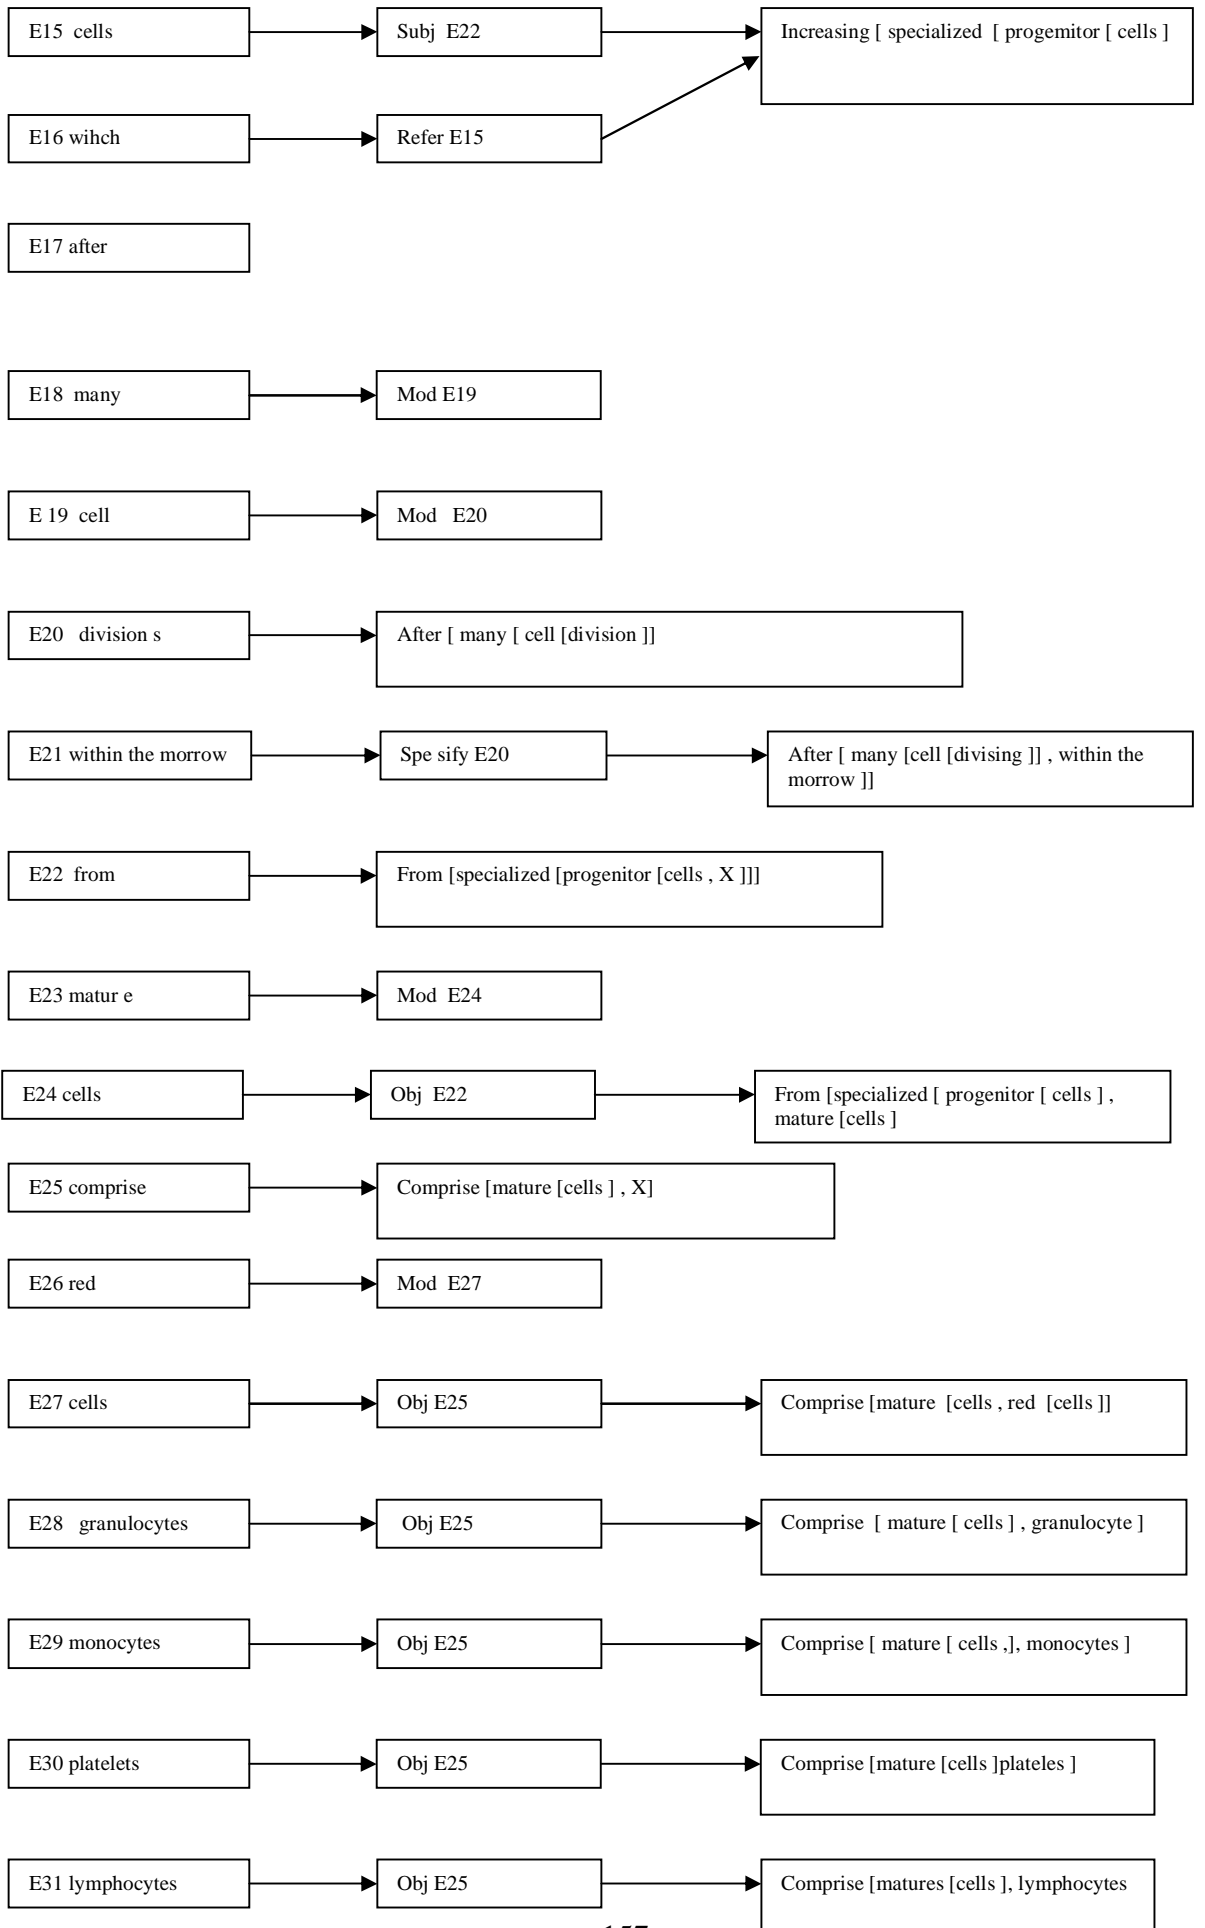 E15 cells
Subj E22
Increasing [ specialized [ progemitor [ cells ]
E16 wihch
Refer E15
E17 after
E18 many
Mod E19
E 19 cell
Mod E20
E20 division s
After [ many [ cell [division ]]
E21 within the morrow
Spe sify E20
After [ many [cell [divising ]] , within the
morrow ]]
E22 from
From [specialized [progenitor [cells , X ]]]
E23 matur e
Mod E24
E24 cells
Obj E22
From [specialized [ progenitor [ cells ] ,
mature [cells ]
E25 comprise
Comprise [mature [cells ] , X]
E26 red
Mod E27
E27 cells
Obj E25
Comprise [mature [cells , red [cells ]]
E28 granulocytes
Obj E25
Comprise [ mature [ cells ] , granulocyte ]
E29 monocytes
Obj E25
Comprise [ mature [ cells ,], monocytes ]
E30 platelets
Obj E25
Comprise [mature [cells ]plateles ]
E31 lymphocytes
Obj E25
Comprise [matures [cells ], lymphocytes